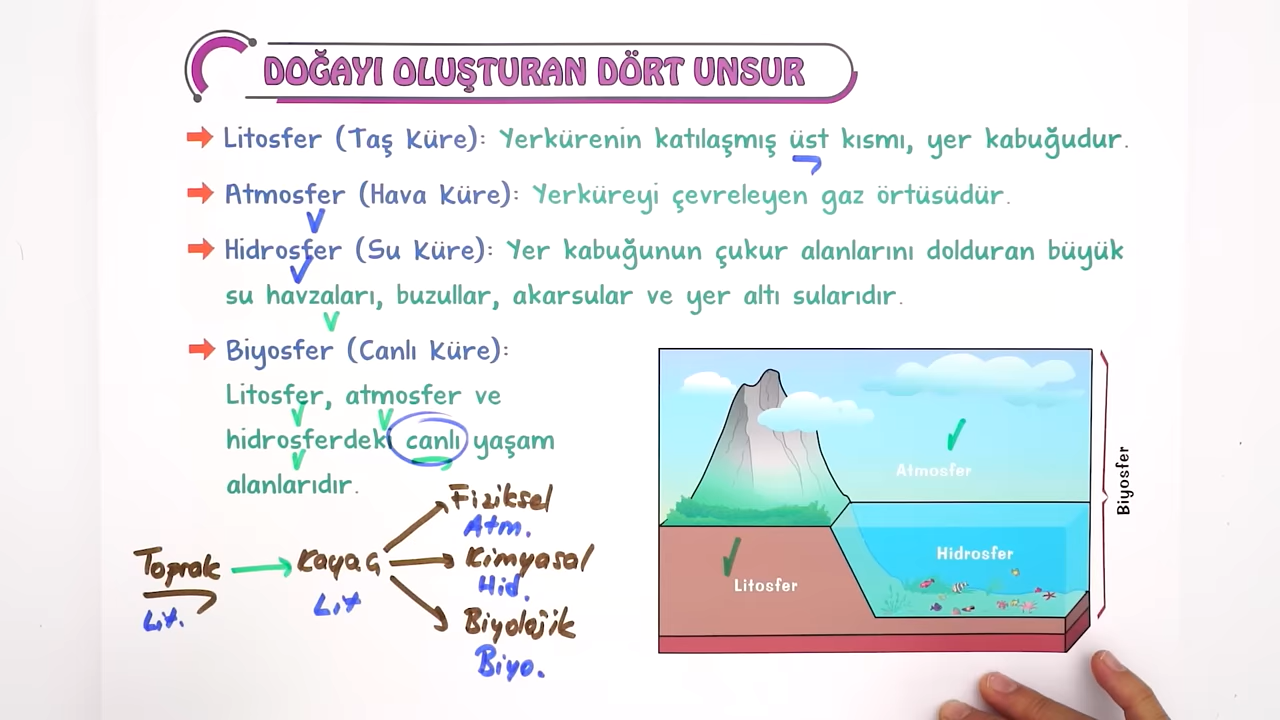 DOĞAYI OLUŞTURAN DÖRT UNSUR
Litosfer (Taş Küre): Yerkürenin katılaşmış üst kısmı, yer kabuğudur.
Atmosfer (Hava Küre): Yerküreyi çevreleyen gaz örtüsüdür.
Hidrosfer (Su Küre): Yer kabuğunun çukur alanlarını dolduran büyük
su havzaları, buzullar, akarsular ve yer altı sularıdır.
Biyosfer (Canlı Küre):
Litosfer, atmosfer ve
hidrosferdeki canlı yaşam
alanlarıdır.
Toprak
Lit.
Kayaç
Lit
Fiziksel
Atm.
Kimyasal
Hid.
Biyolojik
Biyo.
Atmosfer
Hidrosfer
Litosfer
Biyosfer